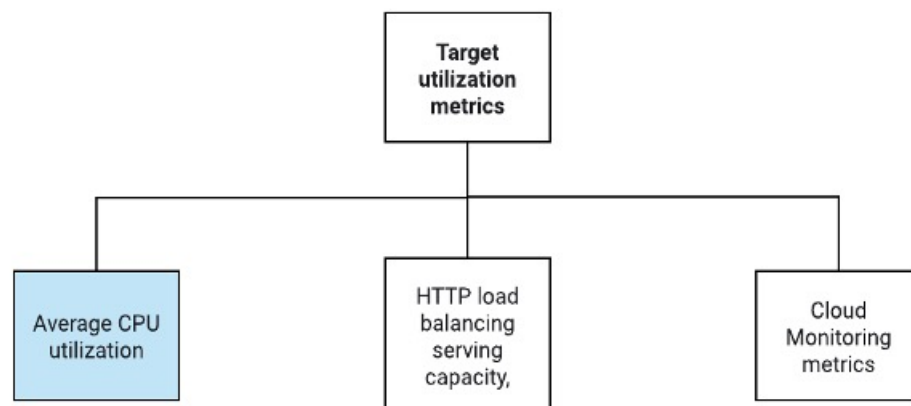 Target
utilization
metrics
Average CPU
utilization
HTTP load
balancing
serving
capacity,
Cloud
Monitoring
metrics